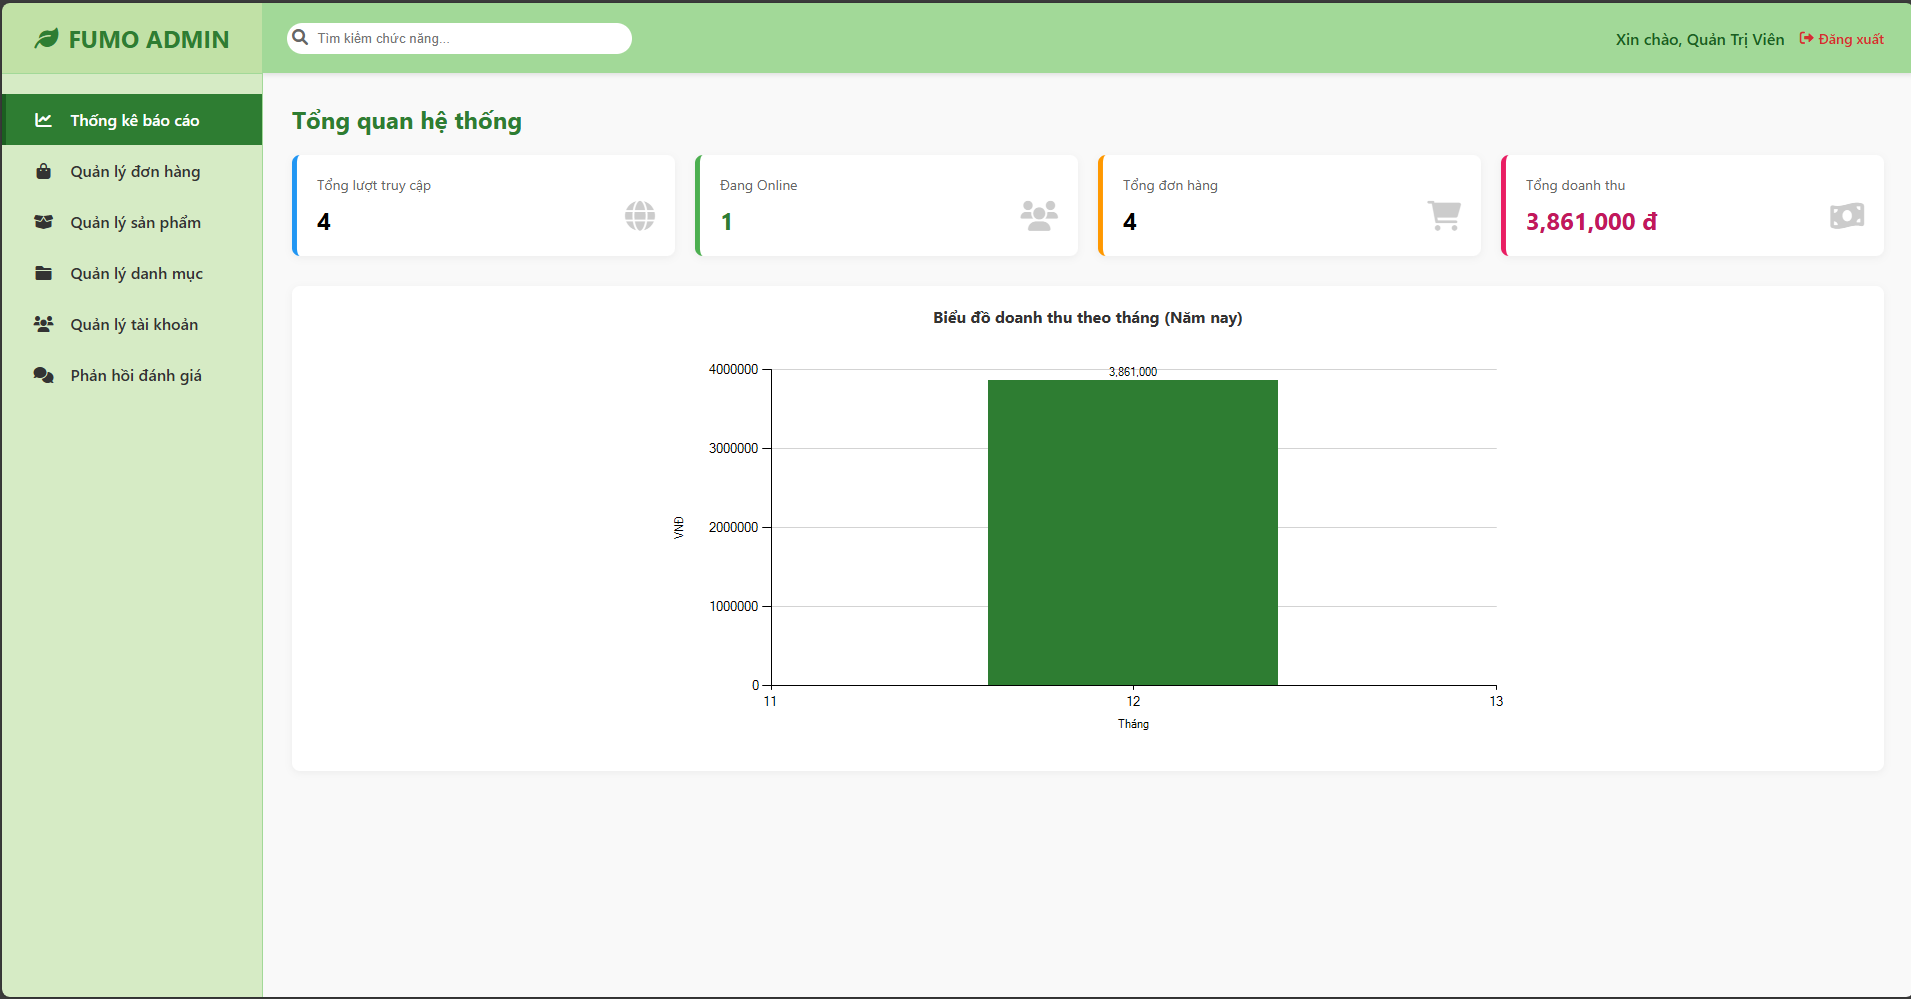 FUMO ADMIN
Tìm kiếm chức năng...
Xin chào, Quản Trị Viên
Đăng xuất
Thống kê báo cáo
Quản lý đơn hàng
Quản lý sản phẩm
Quản lý danh mục
Quản lý tài khoản
Phản hồi đánh giá
Tổng quan hệ thống
Tổng lượt truy cập
4
Đang Online
1
Tổng đơn hàng
4
Tổng doanh thu
3,861,000 đ
Biểu đồ doanh thu theo tháng (Năm nay)
4000000
3000000
2000000
1000000
0
VNĐ
3,861,000
11
12
13
Tháng